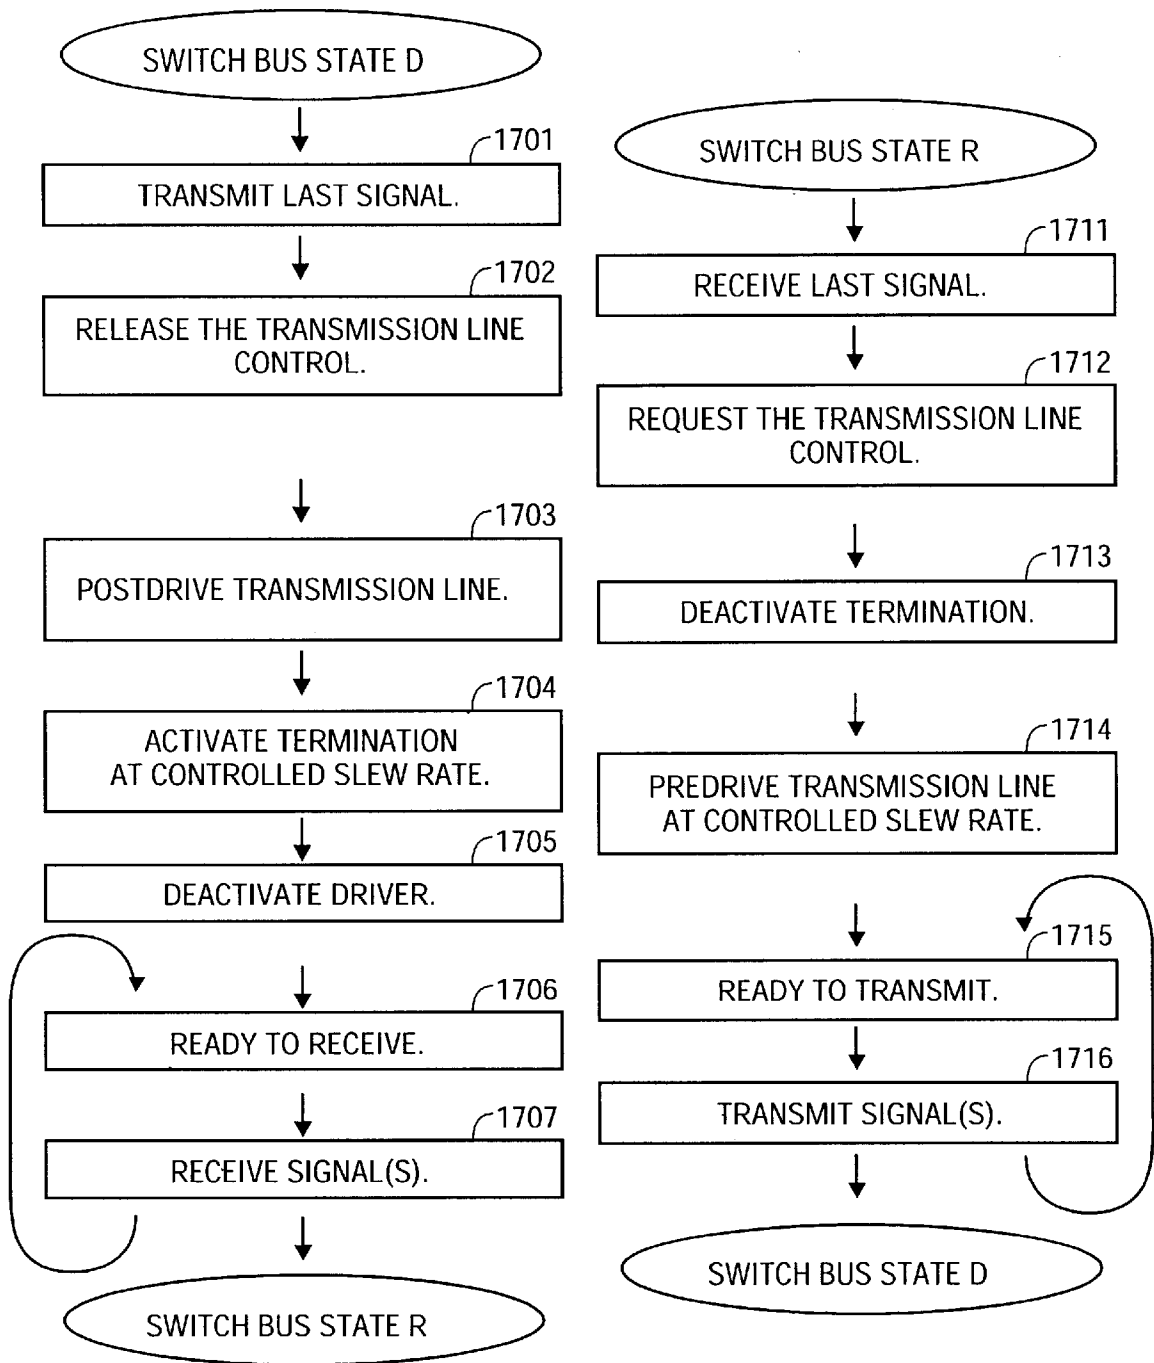 SWITCH BUS STATE D
1701
TRANSMIT LAST SIGNAL.
1702
RELEASE THE TRANSMISSION LINE
CONTROL.
1703
POSTDRIVE TRANSMISSION LINE.
1704
ACTIVATE TERMINATION
AT CONTROLLED SLEW RATE.
1705
DEACTIVATE DRIVER.
1706
READY TO RECEIVE.
1707
RECEIVE SIGNAL(S).
SWITCH BUS STATE R
SWITCH BUS STATE R
1711
RECEIVE LAST SIGNAL.
1712
REQUEST THE TRANSMISSION LINE
CONTROL.
1713
DEACTIVATE TERMINATION.
1714
PREDRIVE TRANSMISSION LINE
AT CONTROLLED SLEW RATE.
1715
READY TO TRANSMIT.
1716
TRANSMIT SIGNAL(S).
SWITCH BUS STATE D